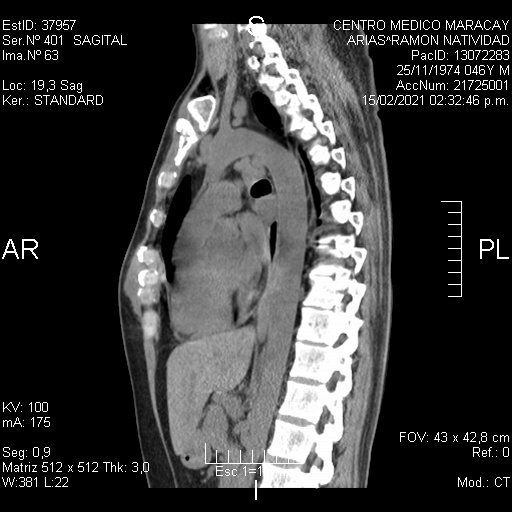 EstID: 37957
Ser.Nº 401 SAGITAL
Ima.Nº 63
Loc: 19,3 Sag
Ker.: STANDARD
CENTRO MEDICO MARACAY
ARIAS^RAMON NATIVIDAD
PacID: 13072283
25/11/1974 046Y M
AccNum: 21725001
15/02/2021 02:32:46 p.m.
AR
PL
KV: 100
mA: 175
Seg: 0,9
Matriz 512 x 512 Thk: 3,0
W:381 L:22
Esc 1=1
FOV: 43 x 42,8 cm
Ref.: 0
Mod.: CT